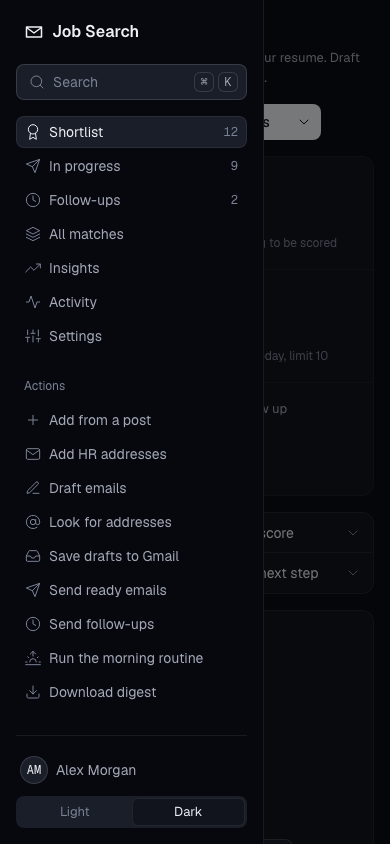 Job Search
Search ⌘ K
Shortlist 12
In progress 9
Follow-ups 2
All matches
Insights
Activity
Settings
Actions
Add from a post
Add HR addresses
Draft emails
Look for addresses
Save drafts to Gmail
Send ready emails
Send follow-ups
Run the morning routine
Download digest
AM Alex Morgan
Light Dark
ur resume. Draft
to be scored
limit 10
up
score
next step